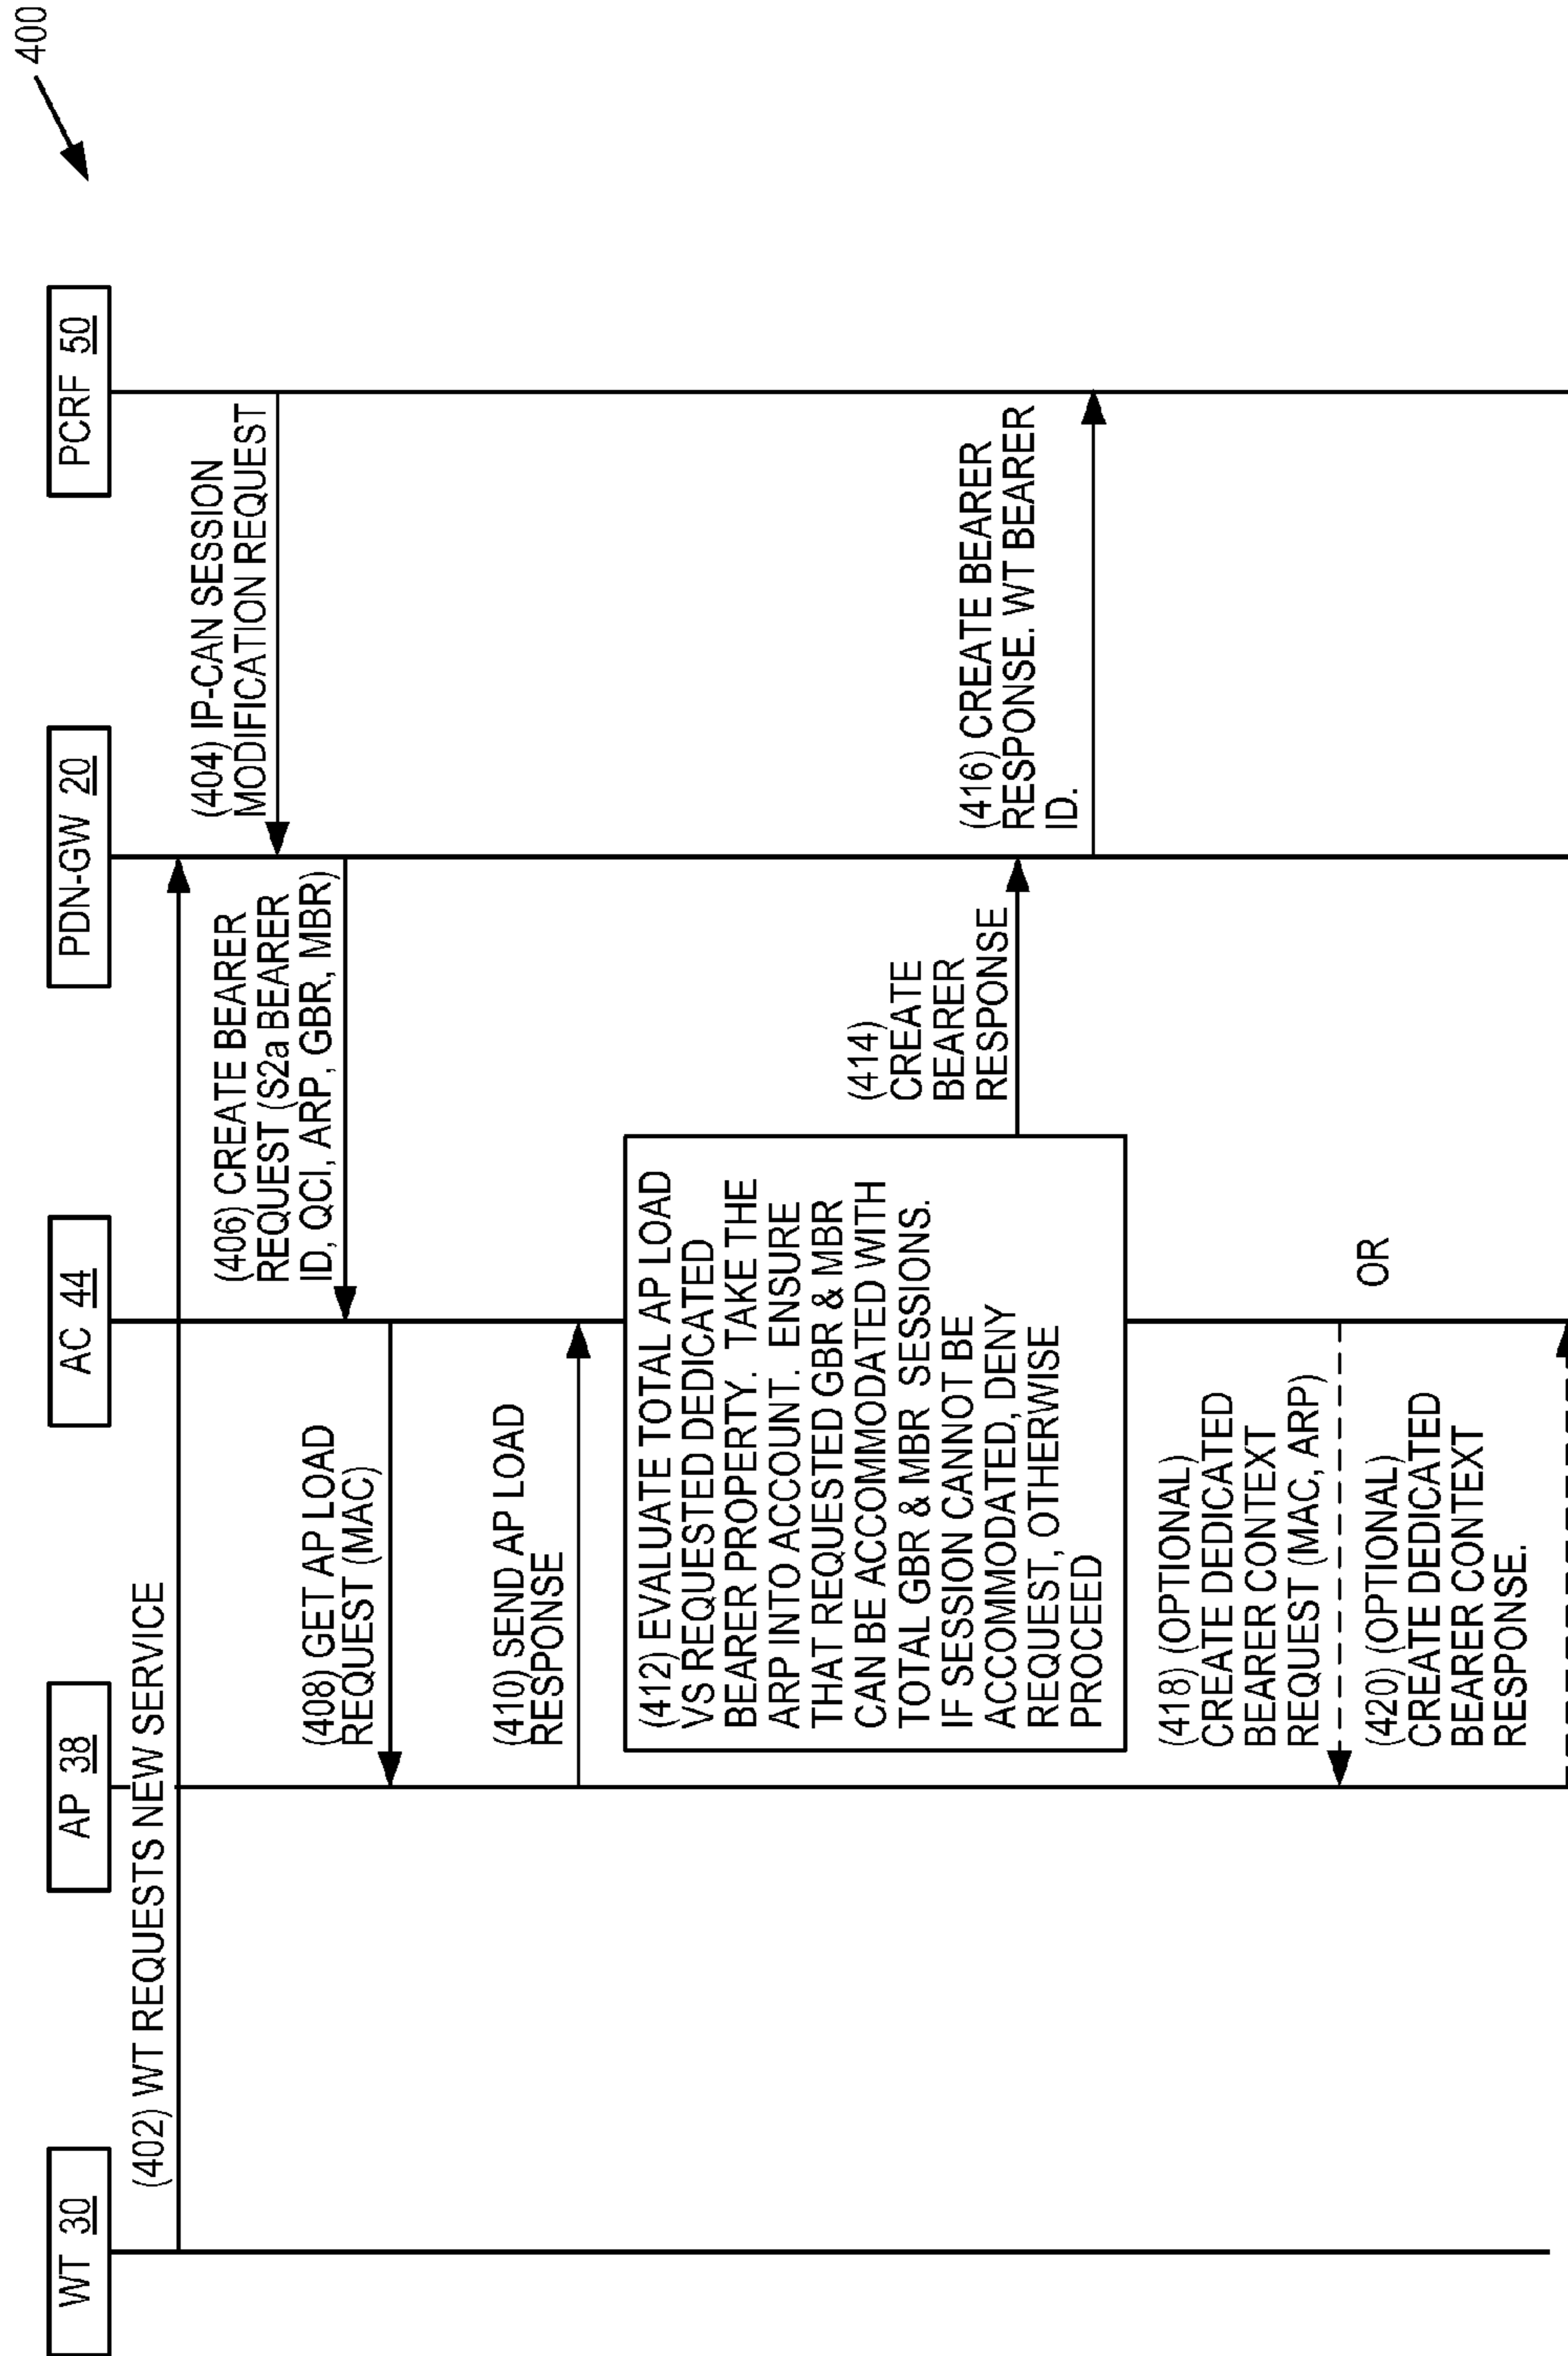 400
WT 30
AP 38
AC 44
PDN-GW 20
PCRF 50
(402) WT REQUESTS NEW SERVICE
(404) IP-CAN SESSION
MODIFICATION REQUEST
(406) CREATE BEARER
REQUEST (S2a BEARER
ID, QCI, ARP, GBR, MBR)
(408) GET AP LOAD
REQUEST (MAC)
(410) SEND AP LOAD
RESPONSE
(412) EVALUATE TOTAL AP LOAD
VS REQUESTED DEDICATED
BEARER PROPERTY. TAKE THE
ARP INTO ACCOUNT. ENSURE
THAT REQUESTED GBR & MBR
CAN BE ACCOMMODATED WITH
TOTAL GBR & MBR SESSIONS.
IF SESSION CANNOT BE
ACCOMMODATED, DENY
REQUEST, OTHERWISE
PROCEED
(414)
CREATE
BEARER
RESPONSE
(416) CREATE BEARER
RESPONSE. WT BEARER
ID.
(418) (OPTIONAL)
CREATE DEDICATED
BEARER CONTEXT
REQUEST (MAC, ARP)
OR
(420) (OPTIONAL)
CREATE DEDICATED
BEARER CONTEXT
RESPONSE.